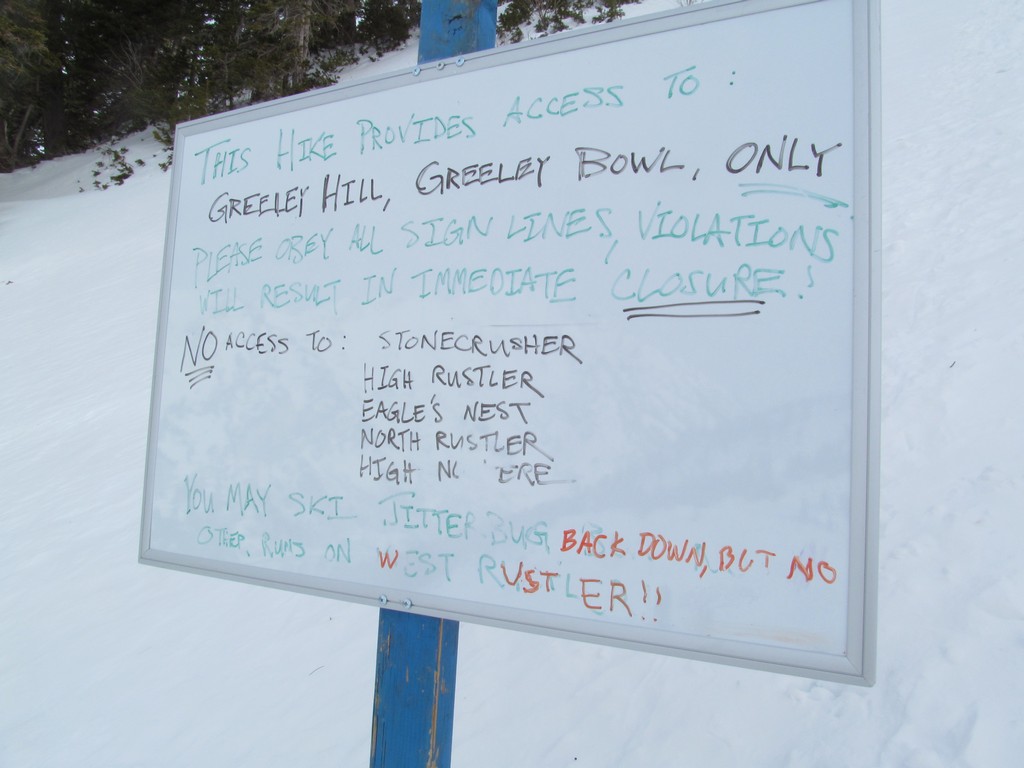 THIS HIKE PROVIDES ACCESS TO:
GREELEY HILL, GREELEY BOWL, ONLY
PLEASE OBEY ALL SIGN LINES, VIOLATIONS
WILL RESULT IN IMMEDIATE CLOSURE!
NO ACCESS TO: STONECRUSHER
HIGH RUSTLER
EAGLE'S NEST
NORTH RUSTLER
HIGH
YOU MAY SKI JITTERBUG BACK DOWN, BUT NO
OTHER RUNS ON WEST RUSTLER!!